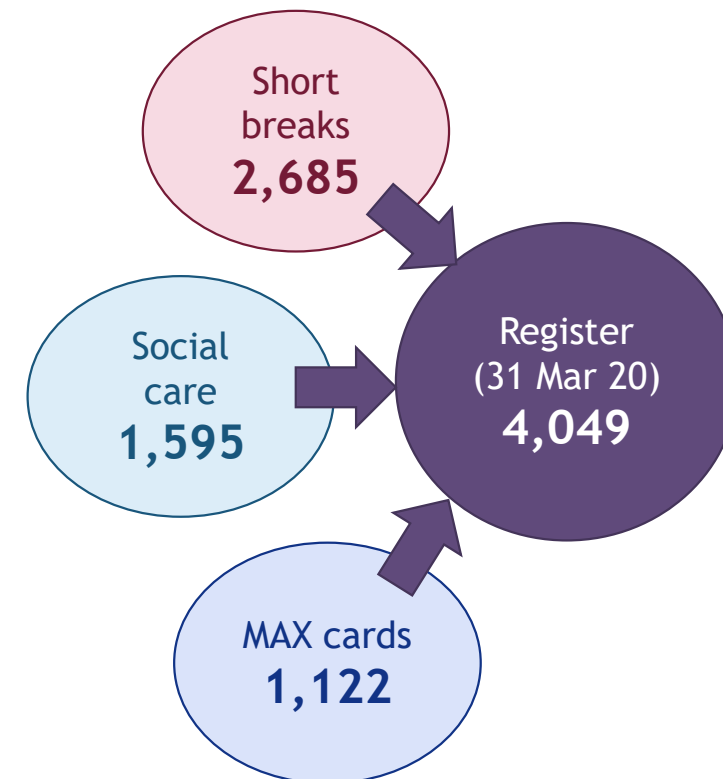 Short
breaks
2,685
Social
care
1,595
Register
(31 Mar 20)
4,049
MAX cards
1,122